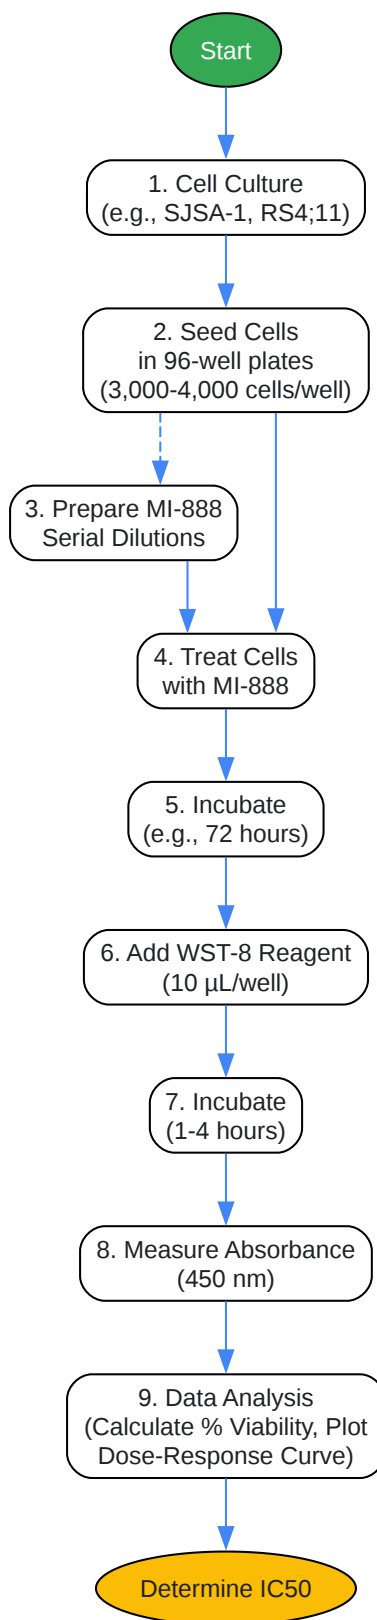 Start
1. Cell Culture
(e.g., SJSA-1, RS4;11)
2. Seed Cells
in 96-well plates
(3,000-4,000 cells/well)
3. Prepare MI-888
Serial Dilutions
4. Treat Cells
with MI-888
5. Incubate
(e.g., 72 hours)
6. Add WST-8 Reagent
(10 µL/well)
7. Incubate
(1-4 hours)
8. Measure Absorbance
(450 nm)
9. Data Analysis
(Calculate % Viability, Plot
Dose-Response Curve)
Determine IC50